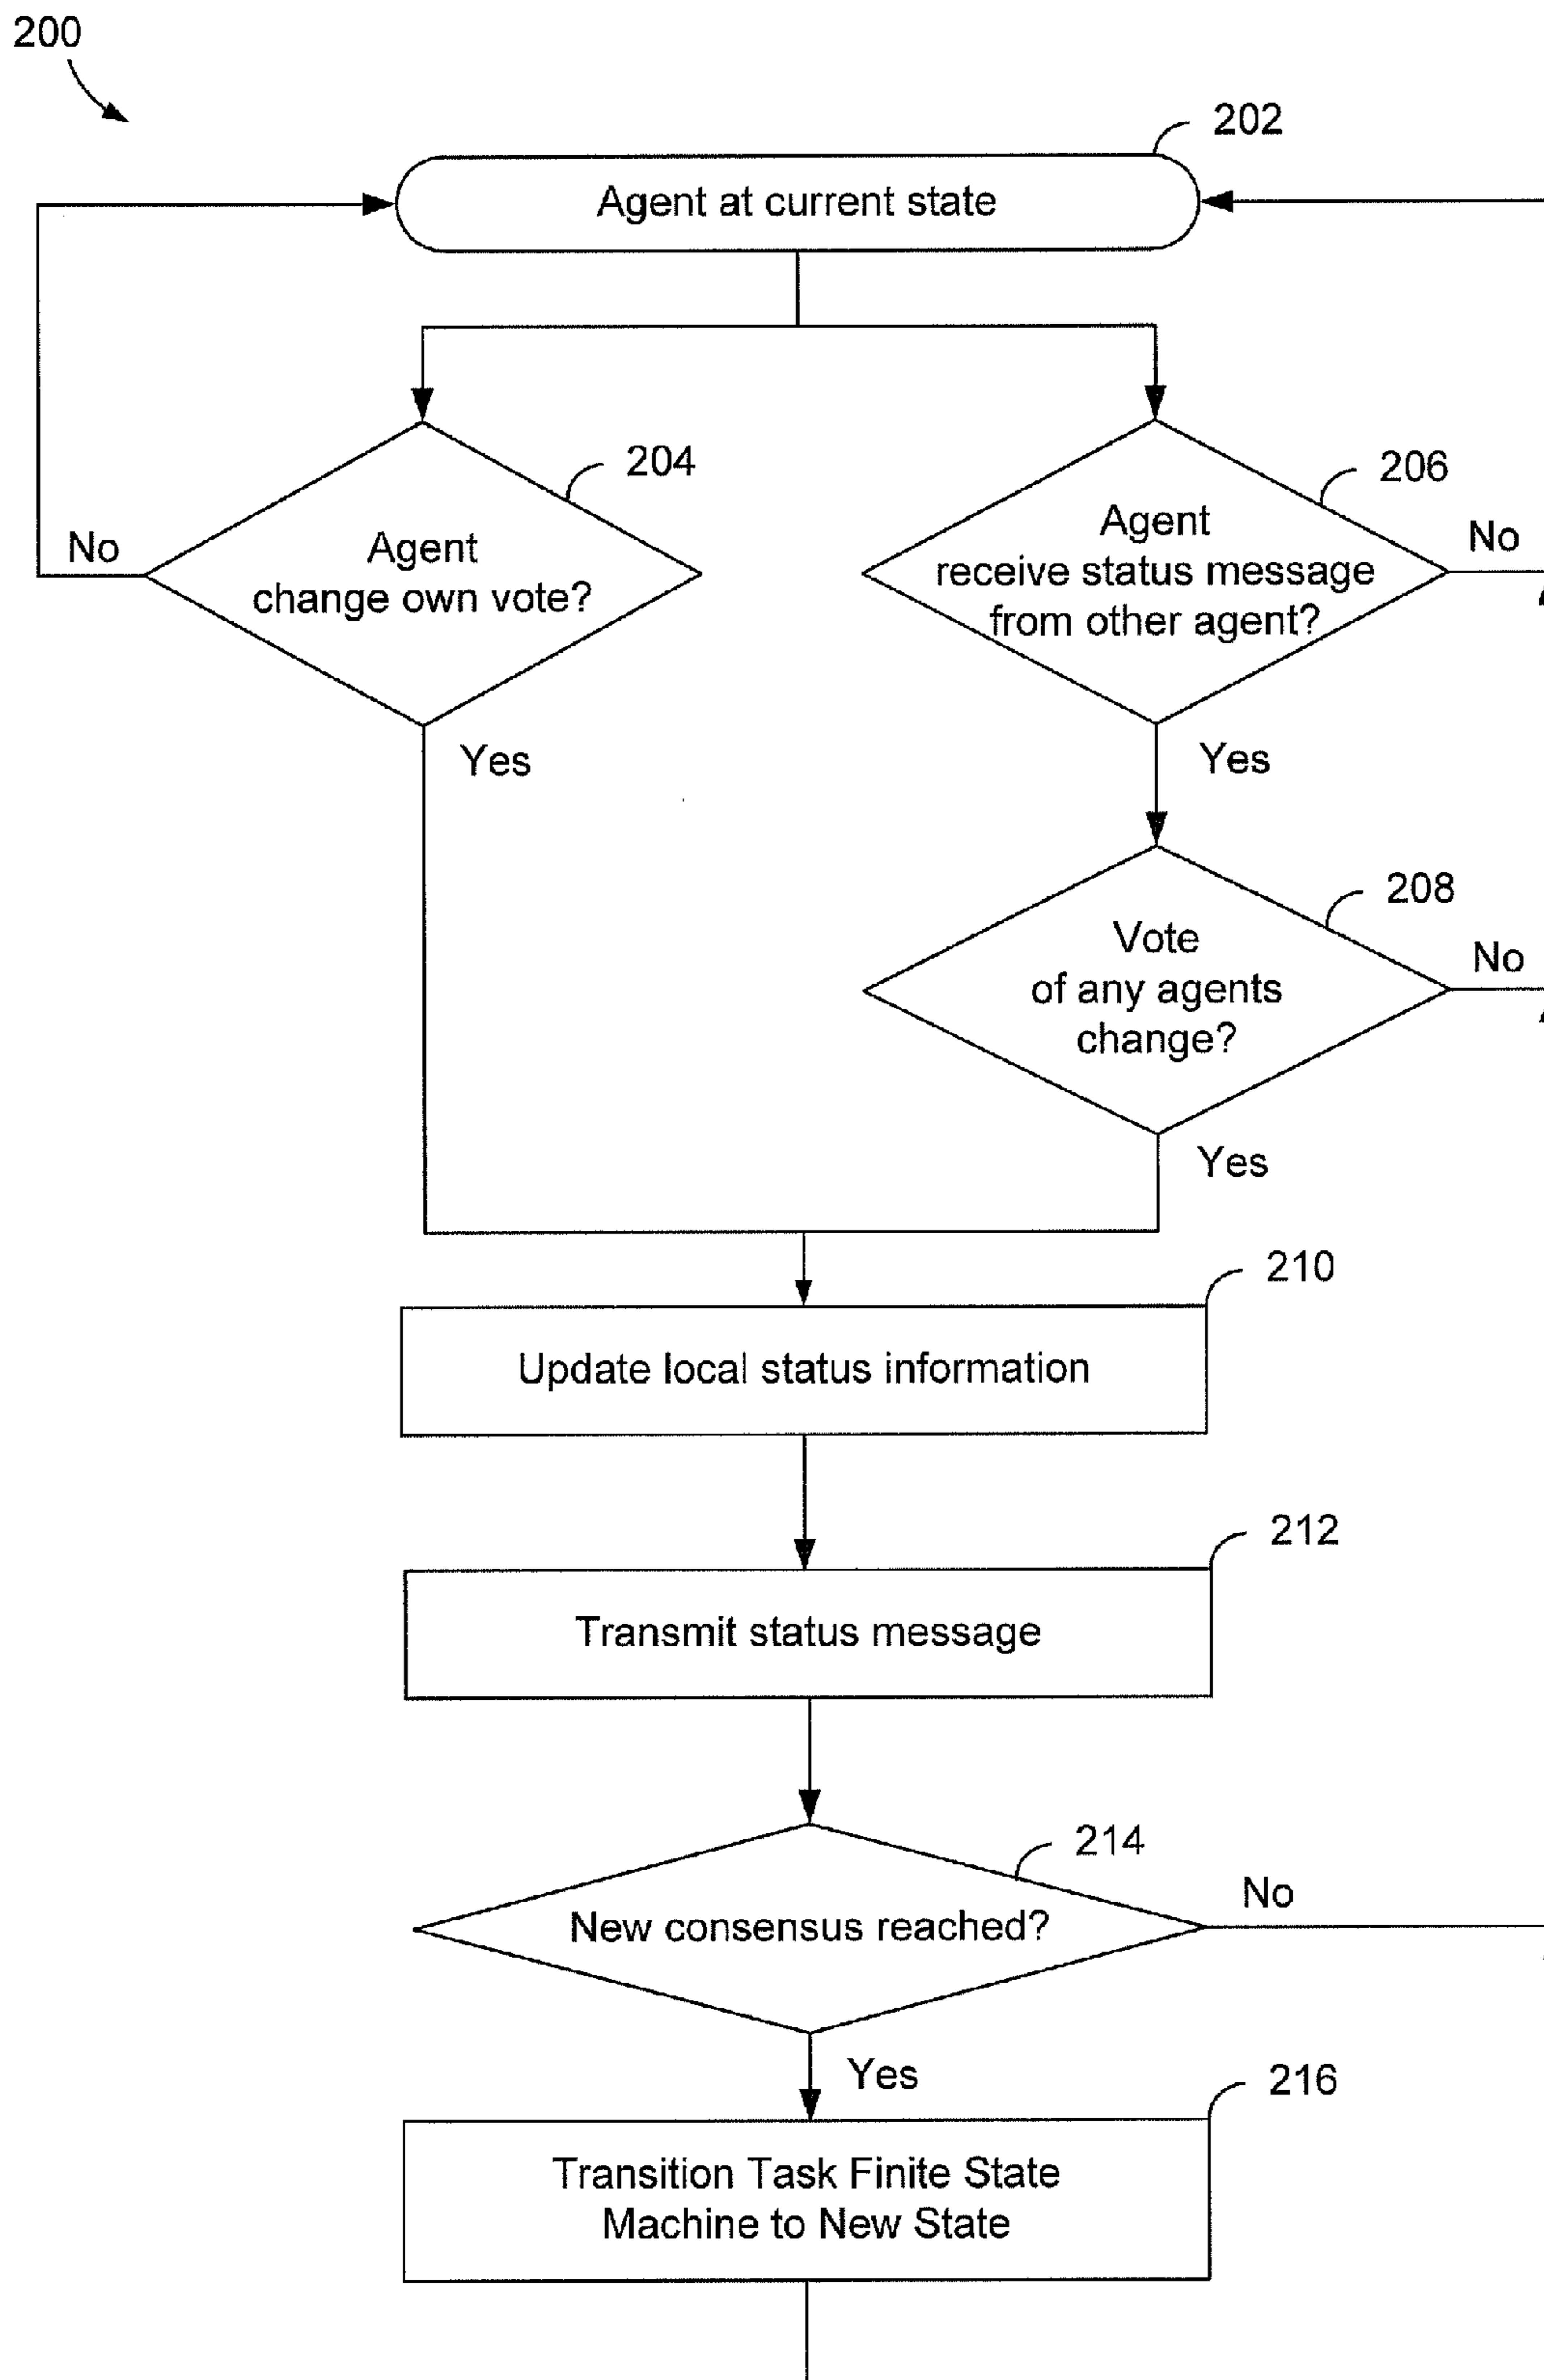 200
202
Agent at current state
204
206
No
Agent
change own vote?
Agent
receive status message
from other agent?
No
Yes
Yes
208
Vote
of any agents
change?
No
Yes
210
Update local status information
212
Transmit status message
214
New consensus reached?
No
Yes
216
Transition Task Finite State
Machine to New State